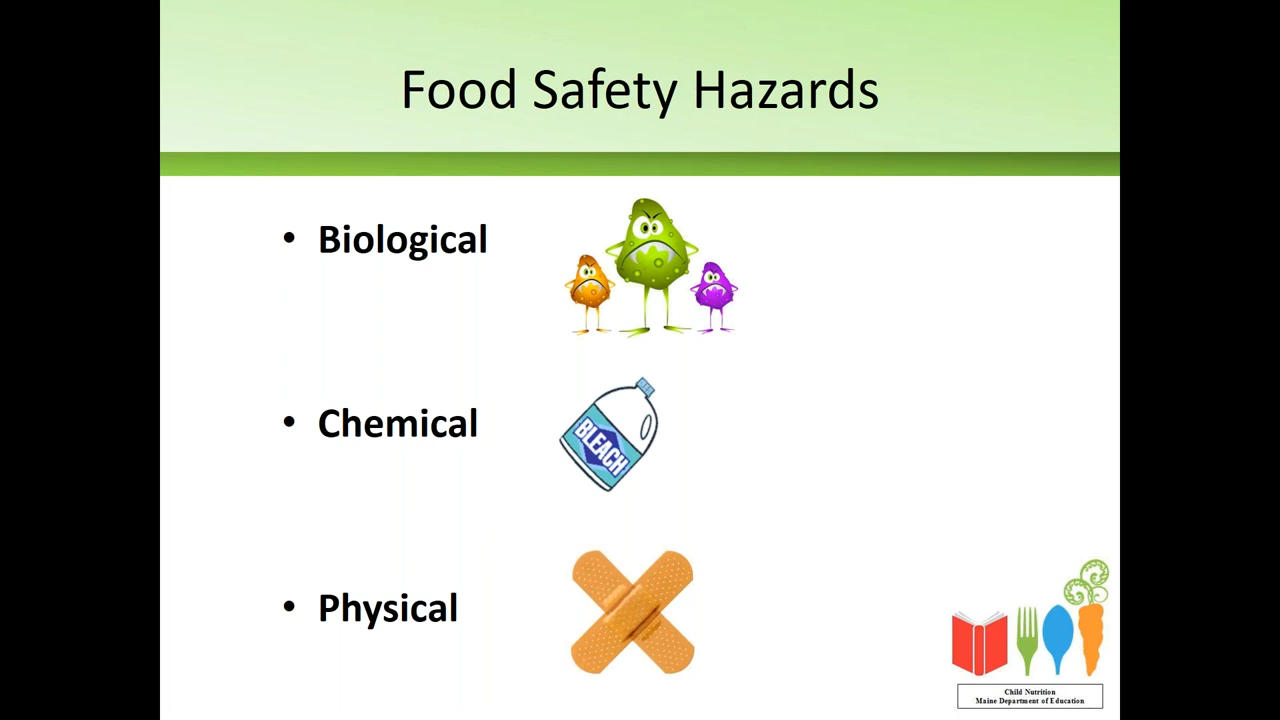 Food Safety Hazards
• Biological
• Chemical
BLEACH
• Physical
Child Nutrition
Maine Department of Education